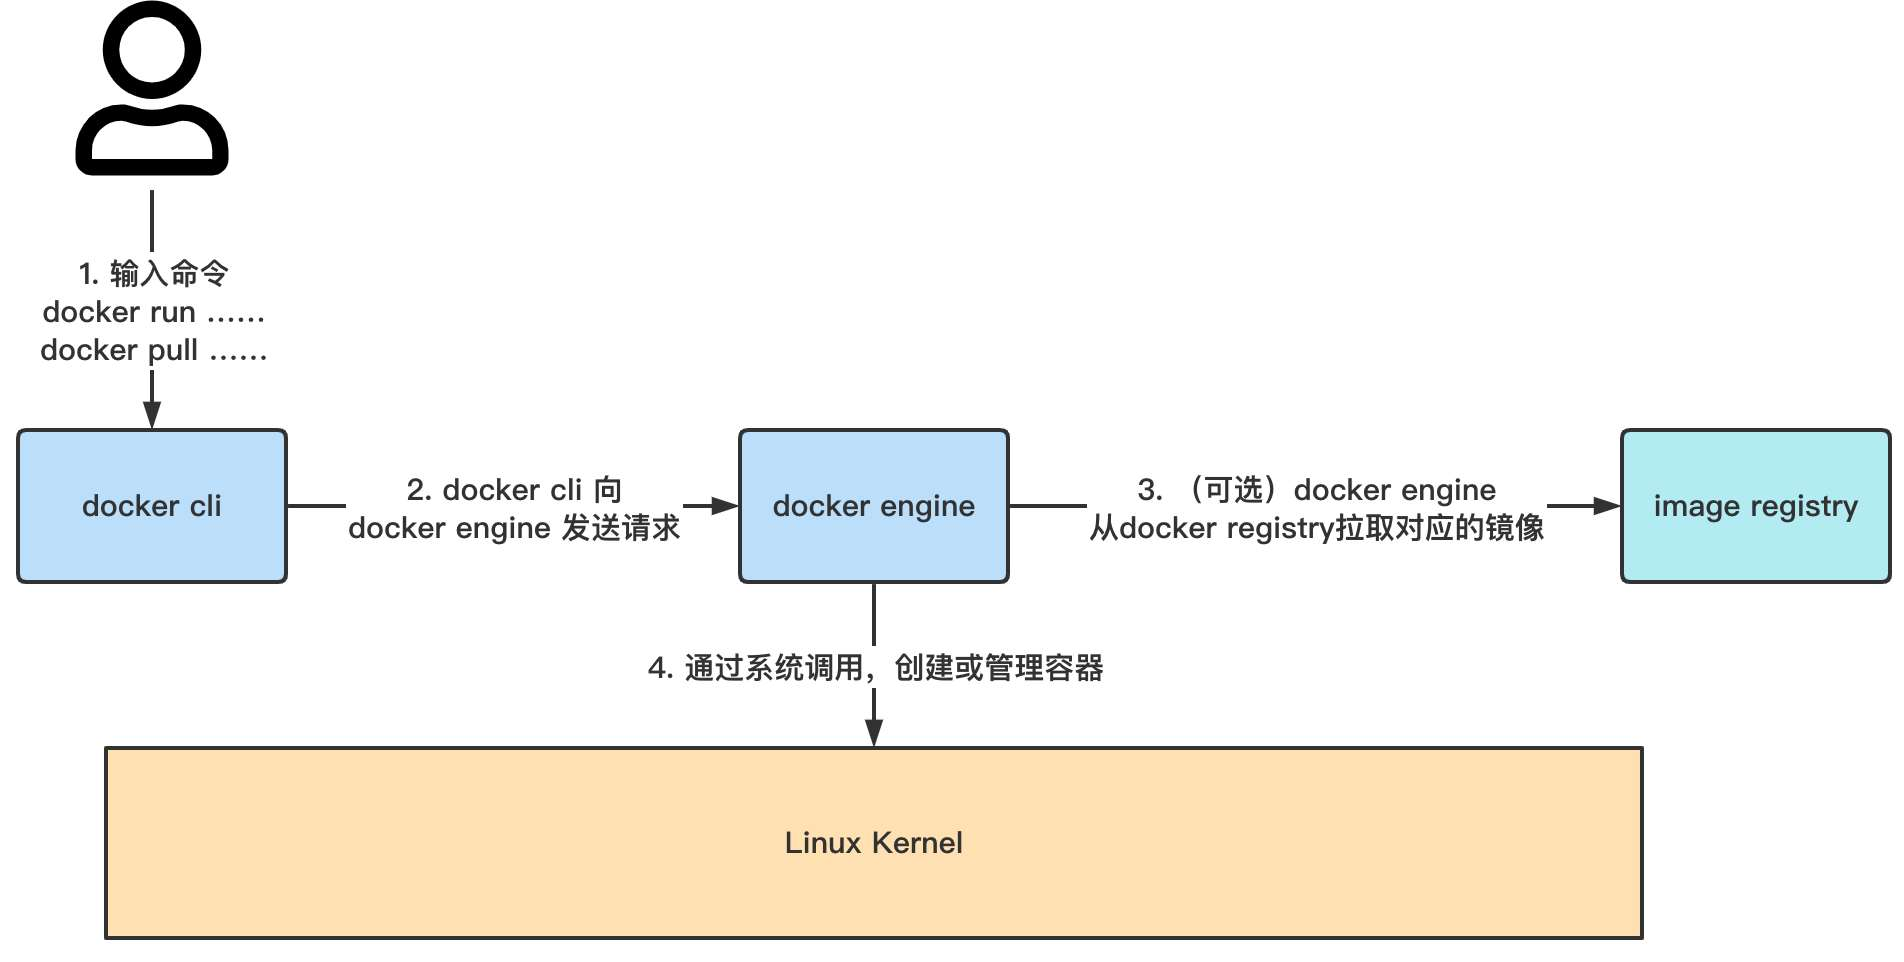 1. 输入命令
docker run ……
docker pull ……
docker cli
2. docker cli 向
docker engine 发送请求
docker engine
3. （可选）docker engine
从docker registry拉取对应的镜像
image registry
4. 通过系统调用，创建或管理容器
Linux Kernel